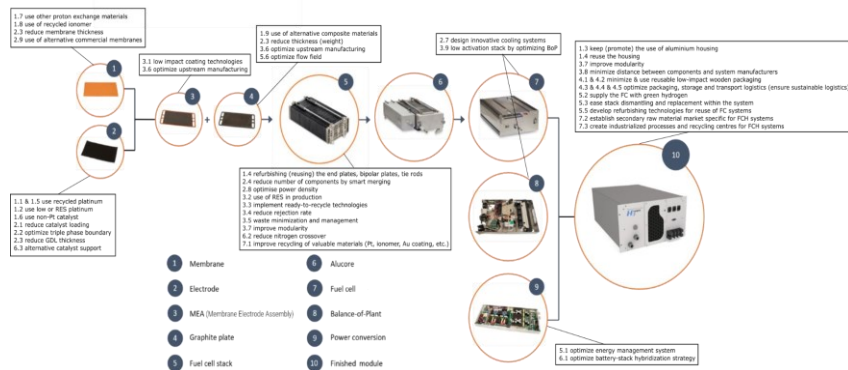 1.7 use other proton exchange materials
1.8 use of recycled ionomer
2.3 reduce membrane thickness
2.9 use of alternative commercial membranes
1
2
1.1 & 1.5 use recycled platinum
1.2 use low or RES platinum
1.6 use non-Pt catalyst
2.1 reduce catalyst loading
2.2 optimize triple phase boundary
2.3 reduce GDL thickness
6.3 alternative catalyst support
3.1 low impact coating technologies
3.6 optimize upstream manufacturing
3
+
1.9 use of alternative composite materials
2.3 reduce thickness (weight)
3.6 optimize upstream manufacturing
5.6 optimize flow field
4
5
1.4 refurbishing (reusing) the end plates, bipolar plates, tie rods
2.4 reduce number of components by smart merging
2.8 optimise power density
3.2 use of RES in production
3.3 implement ready-to-recycle technologies
3.4 reduce rejection rate
3.5 waste minimization and management
3.7 improve modularity
6.2 reduce nitrogen crossover
7.1 improve recycling of valuable materials (Pt, ionomer, Au coating, etc.)
6
2.7 design innovative cooling systems
3.9 low activation stack by optimizing BoP
7
8
9
5.1 optimize energy management system
6.1 optimize battery-stack hybridization strategy
1.3 keep (promote) the use of aluminium housing
1.4 reuse the housing
3.7 improve modularity
3.8 minimize distance between components and system manufacturers
4.1 & 4.2 minimize & use reusable low-impact wooden packaging
4.3 & 4.4 & 4.5 optimize packaging, storage and transport logistics (ensure sustainable logistics)
5.2 supply the FC with green hydrogen
5.3 ease stack dismantling and replacement within the system
5.5 develop refurbishing technologies for reuse of FC systems
7.2 establish secondary raw material market specific for FCH systems
7.3 create industrialized processes and recycling centres for FCH systems
10
1 Membrane
2 Electrode
3 MEA (Membrane Electrode Assembly)
4 Graphite plate
5 Fuel cell stack
6 Alucore
7 Fuel cell
8 Balance-of-Plant
9 Power conversion
10 Finished module